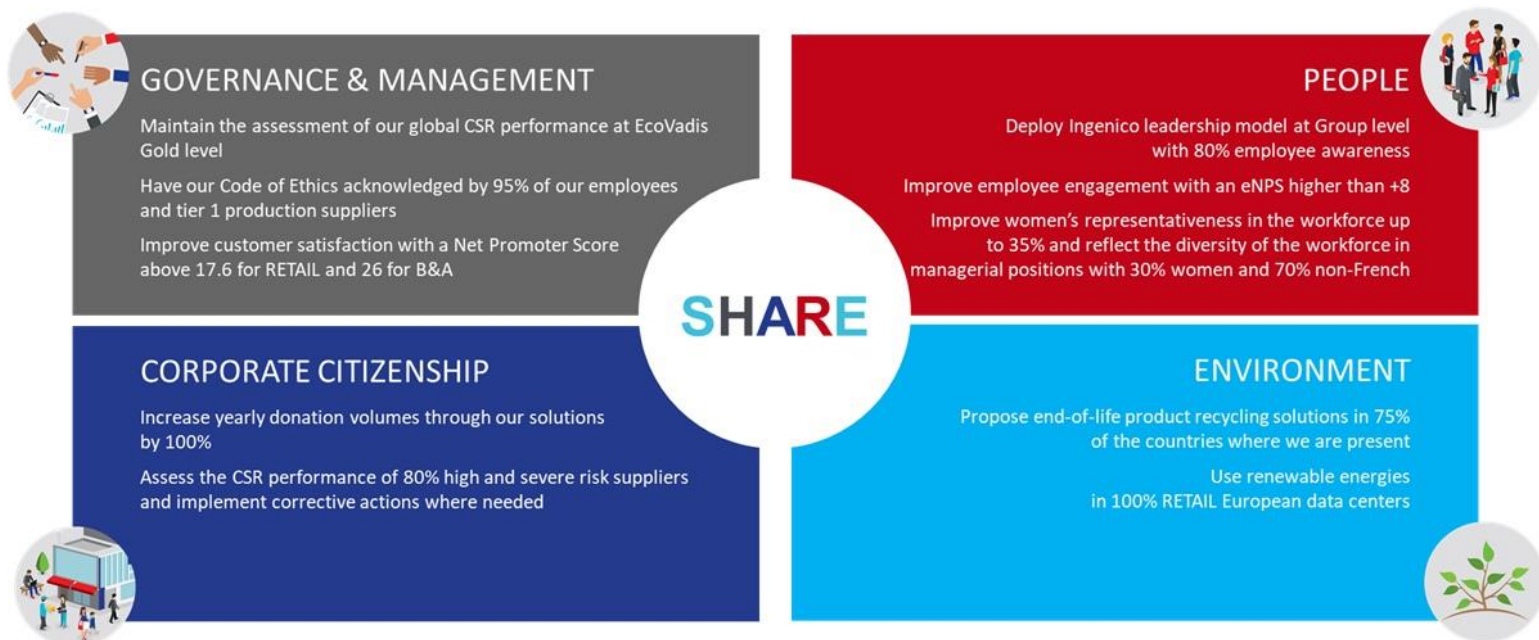 GOVERNANCE & MANAGEMENT
Maintain the assessment of our global CSR performance at EcoVadis
Gold level
Have our Code of Ethics acknowledged by 95% of our employees
and tier 1 production suppliers
Improve customer satisfaction with a Net Promoter Score
above 17.6 for RETAIL and 26 for B&A
PEOPLE
Deploy Ingenico leadership model at Group level
with 80% employee awareness
Improve employee engagement with an eNPS higher than +8
Improve women’s representativeness in the workforce up
to 35% and reflect the diversity of the workforce in
managerial positions with 30% women and 70% non-French
SHARE
CORPORATE CITIZENSHIP
Increase yearly donation volumes through our solutions
by 100%
Assess the CSR performance of 80% high and severe risk suppliers
and implement corrective actions where needed
ENVIRONMENT
Propose end-of-life product recycling solutions in 75%
of the countries where we are present
Use renewable energies
in 100% RETAIL European data centers